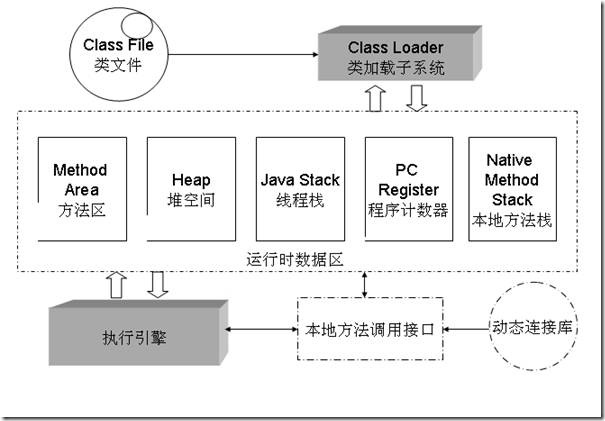 Class File
类文件
Class Loader
类加载子系统
Method
Area
方法区
Heap
堆空间
Java Stack
线程栈
PC
Register
程序计数器
Native
Method
Stack
本地方法栈
运行时数据区
执行引擎
本地方法调用接口
动态连接库